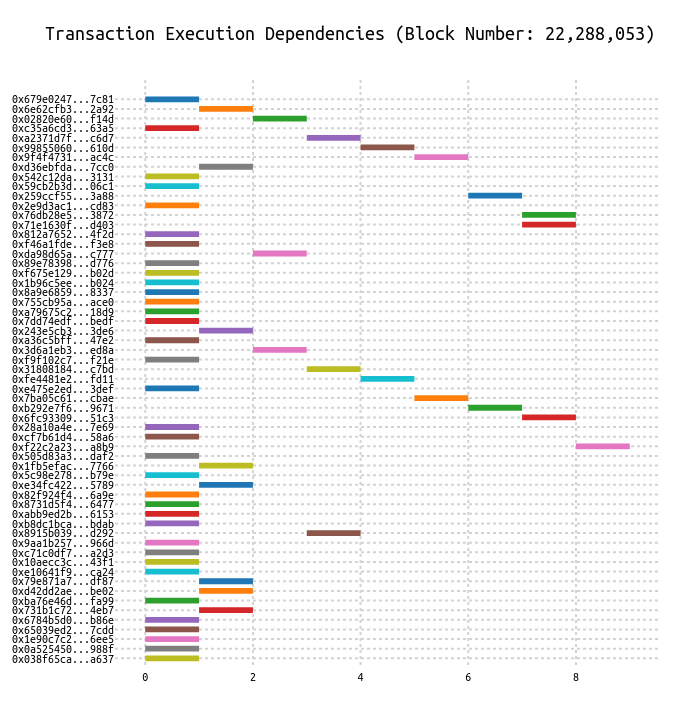 Transaction Execution Dependencies (Block Number: 22,288,053)
0x679e0247...7c81
0x6e62cfb3...2a92
0x02820e60...f14d
0xc35a6cd3...63a5
0xa2371d7f...c6d7
0x99855060...610d
0x9f4f4731...ac4c
0xd36ebfda...7cc0
0x542c12da...3131
0x59cb2b3d...06c1
0x259ccf55...3a88
0x2e9d3ac1...cd83
0x76db28e5...3872
0x71e1630f...d403
0x812a7652...4f2d
0xf46a1fde...f3e8
0xda98d65a...c777
0x89e78398...d776
0xf675e129...b02d
0x1b96c5ee...b024
0x8a9e6859...8337
0x755cb95a...ace0
0xa79675c2...18d9
0x7dd74edf...bedf
0x243e5cb3...3de6
0xa36c5bff...47e2
0x3d6a1eb3...ed8a
0xf9f102c7...f21e
0x31808184...c7bd
0xfe4481e2...fd11
0xe475e2ed...3def
0x7ba05c61...cbae
0xb292e7f6...9671
0x6fc93309...51c3
0x28a10a4e...7e69
0xcf7b61d4...58a6
0xf22c2a23...a8b9
0x505d83a3...daf2
0x1fb5efac...7766
0x5c98e278...b79e
0xe34fc422...5789
0x82f924f4...6a9e
0x8731d5f4...6477
0xabb9ed2b...6153
0xb8dc1bca...bdab
0x8915b039...d292
0x9aa1b257...966d
0xc71c0df7...a2d3
0x10aecc3c...43f1
0xe10641f9...ca24
0x79e871a7...df87
0xd42dd2ae...be02
0xba76e46d...fa99
0x731b1c72...4eb7
0x6784b5d0...b86e
0x65039ed2...7cdd
0x1e90c7c2...6ee5
0x0a525450...988f
0x038f65ca...a637
0 2 4 6 8